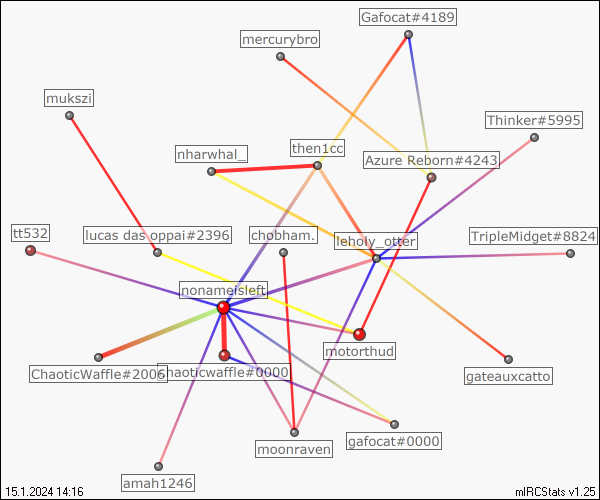 Gafocat#4189
mercurybro
mukszi
Thinker#5995
then1cc
nharwhal_
Azure Reborn#4243
tt532
lucas das oppai#2396
chobham.
leholy_otter
TripleMidget#8824
nonameisleft
motorthud
ChaoticWaffle#2006
Chaoticwaffle#0000
gateauxcatto
gafocat#0000
moonraven
amah1246
15.1.2024 14:16
mIRCStats v1.25